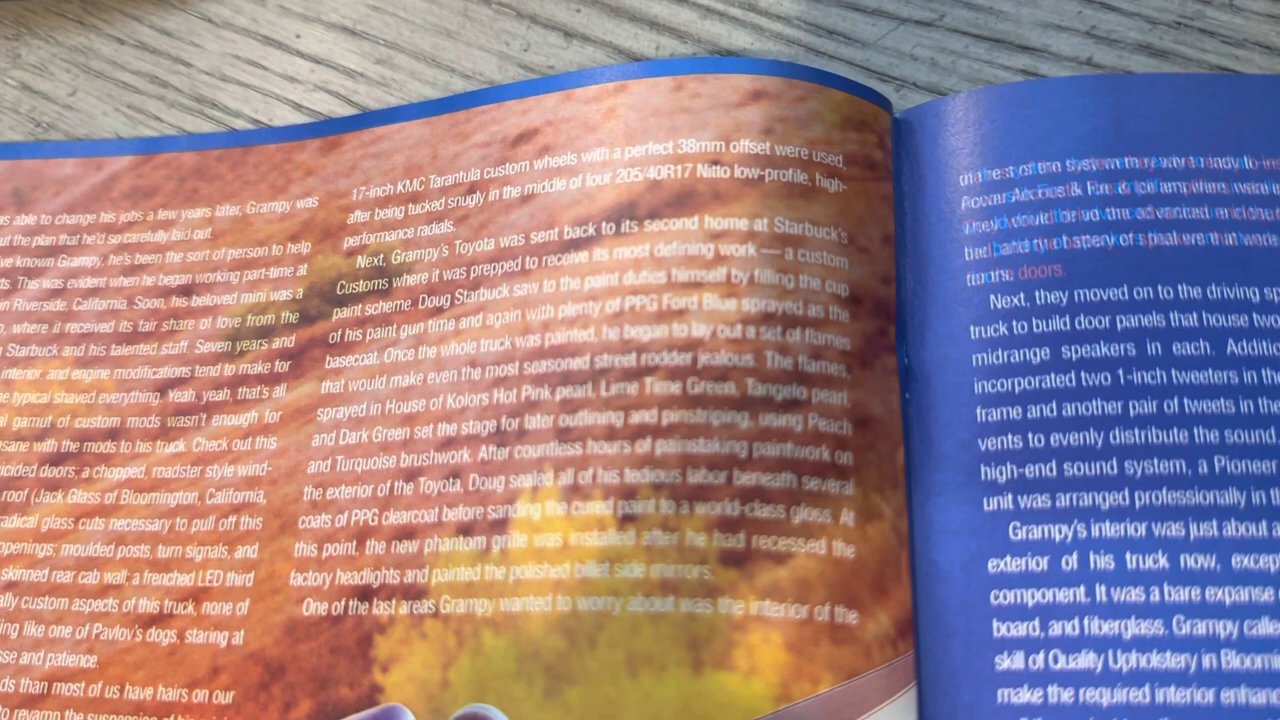 as able to change his jobs a few years later, Grampy was
ut the plan that he'd so carefully laid out.
've known Grampy, he's been the sort of person to help
ts. This was evident when he began working part-time at
in Riverside, California. Soon, his beloved mini was a
, where it received its fair share of love from the
Starbuck and his talented staff. Seven years and
interior, and engine modifications tend to make for
e typical shaved everything. Yeah, yeah, that's all
al gamut of custom mods wasn't enough for
sane with the mods to his truck. Check out this
icided doors; a chopped, roadster style wind-
roof (Jack Glass of Bloomington, California,
radical glass cuts necessary to pull off this
openings; moulded posts, turn signals, and
skinned rear cab wall; a frenched LED third
ally custom aspects of this truck, none of
ing like one of Pavlov's dogs, staring at
sse and patience.
ds than most of us have hairs on our
to revamp the suspension of his
17-inch KMC Tarantula custom wheels with a perfect 38mm offset were used,
after being tucked snugly in the middle of four 205/40R17 Nitto low-profile, high-
performance radials.
Next, Grampy's Toyota was sent back to its second home at Starbuck's
Customs where it was prepped to receive its most defining work — a custom
paint scheme. Doug Starbuck saw to the paint duties himself by filling the cup
of his paint gun time and again with plenty of PPG Ford Blue sprayed as the
basecoat. Once the whole truck was painted, he began to lay out a set of flames
that would make even the most seasoned street rodder jealous. The flames,
sprayed in House of Kolors Hot Pink pearl, Lime Time Green, Tangelo pearl,
and Dark Green set the stage for later outlining and pinstriping, using Peach
and Turquoise brushwork. After countless hours of painstaking paintwork on
the exterior of the Toyota, Doug sealed all of his tedious labor beneath several
coats of PPG clearcoat before sanding the cured paint to a world-class gloss. At
this point, the new phantom grille was installed after he had recessed the
factory headlights and painted the polished billet side mirrors.
One of the last areas Grampy wanted to worry about was the interior of the
rest of the system they were ready to
amplifiers
battery of speakers that were
doors.
Next, they moved on to the driving sp
truck to build door panels that house two
midrange speakers in each. Additio
incorporated two 1-inch tweeters in the
frame and another pair of tweets in the
vents to evenly distribute the sound
high-end sound system, a Pioneer
unit was arranged professionally in th
Grampy's interior was just about a
exterior of his truck now, excep
component. It was a bare expanse
board, and fiberglass. Grampy calle
skill of Quality Upholstery in Bloomi
make the required interior enhan